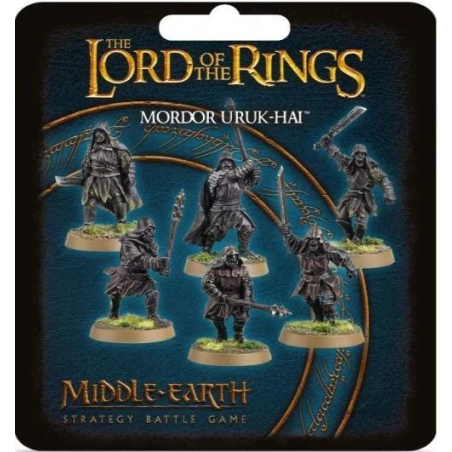 THE LORD OF THE RINGS
MORDOR URUK-HAI™
MIDDLE-EARTH
STRATEGY BATTLE GAME